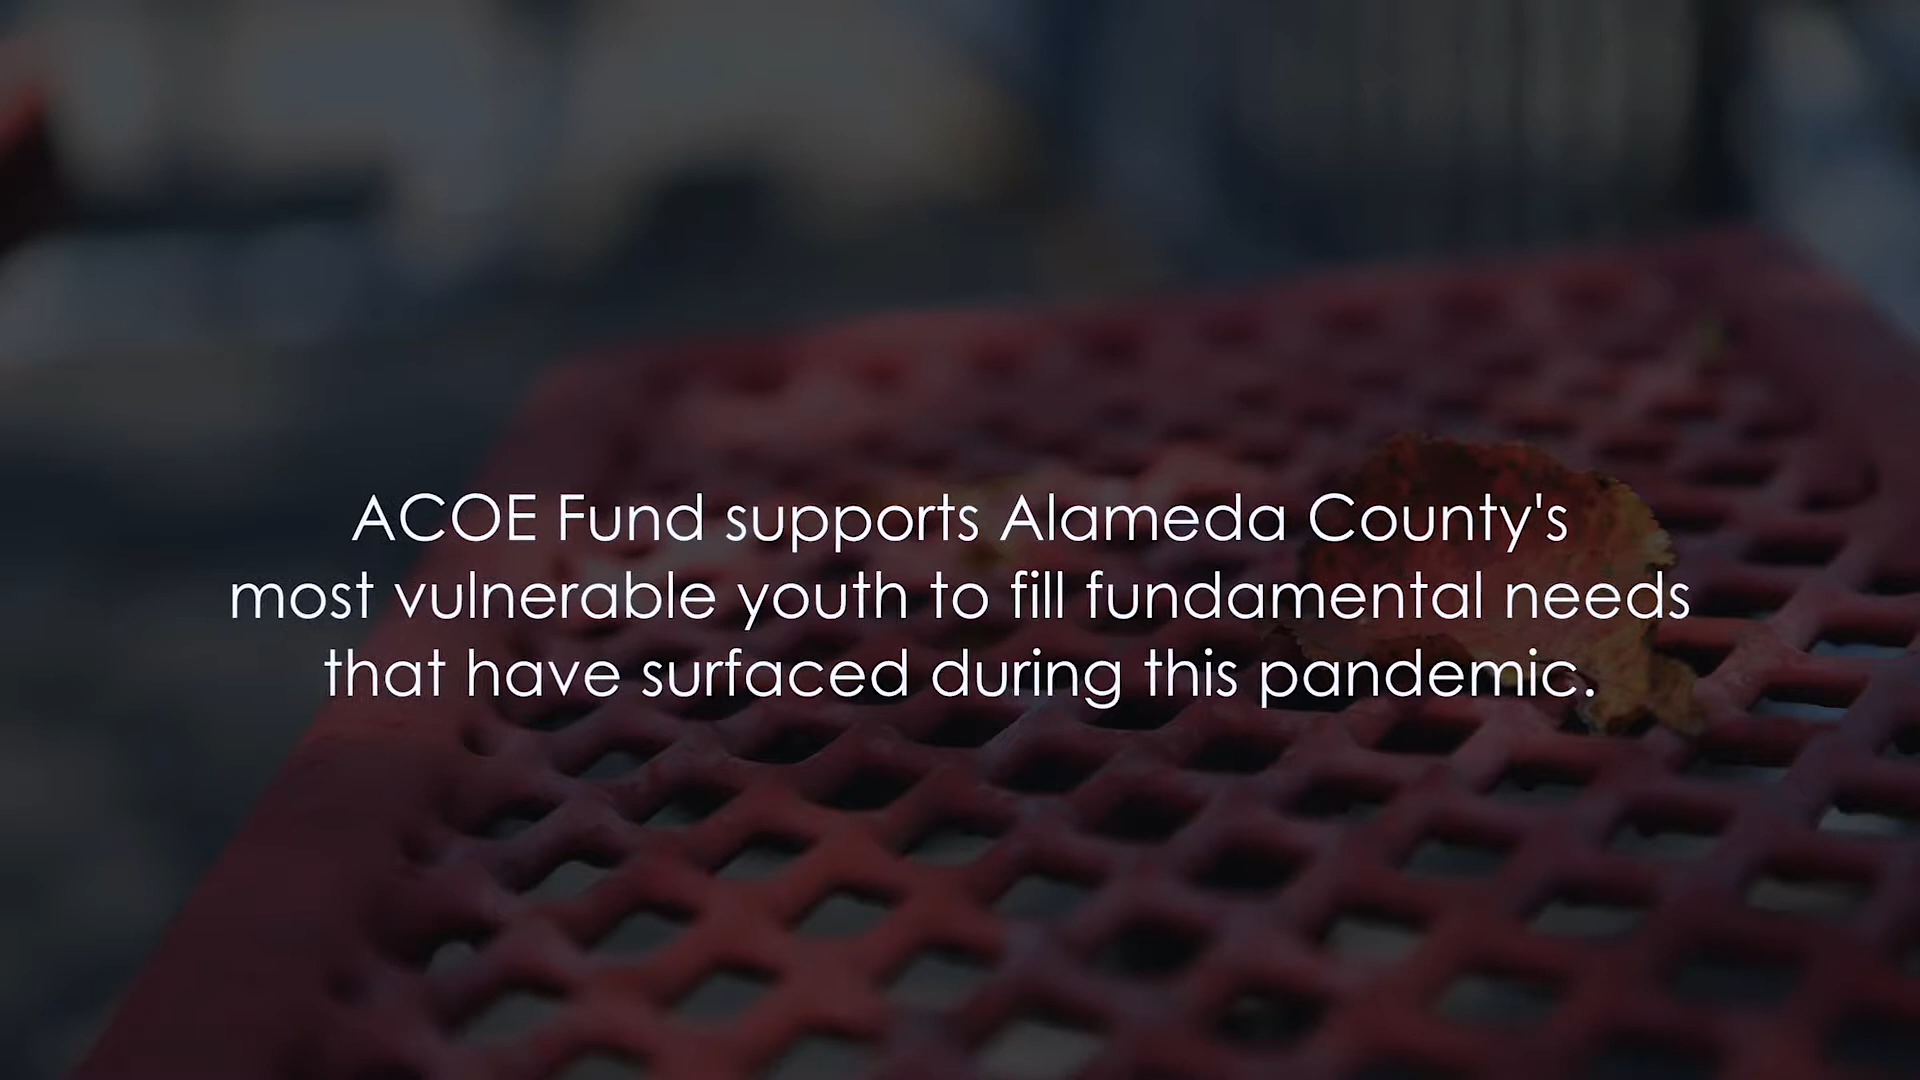 ACOE Fund supports Alameda County's
most vulnerable youth to fill fundamental needs
that have surfaced during this pandemic.